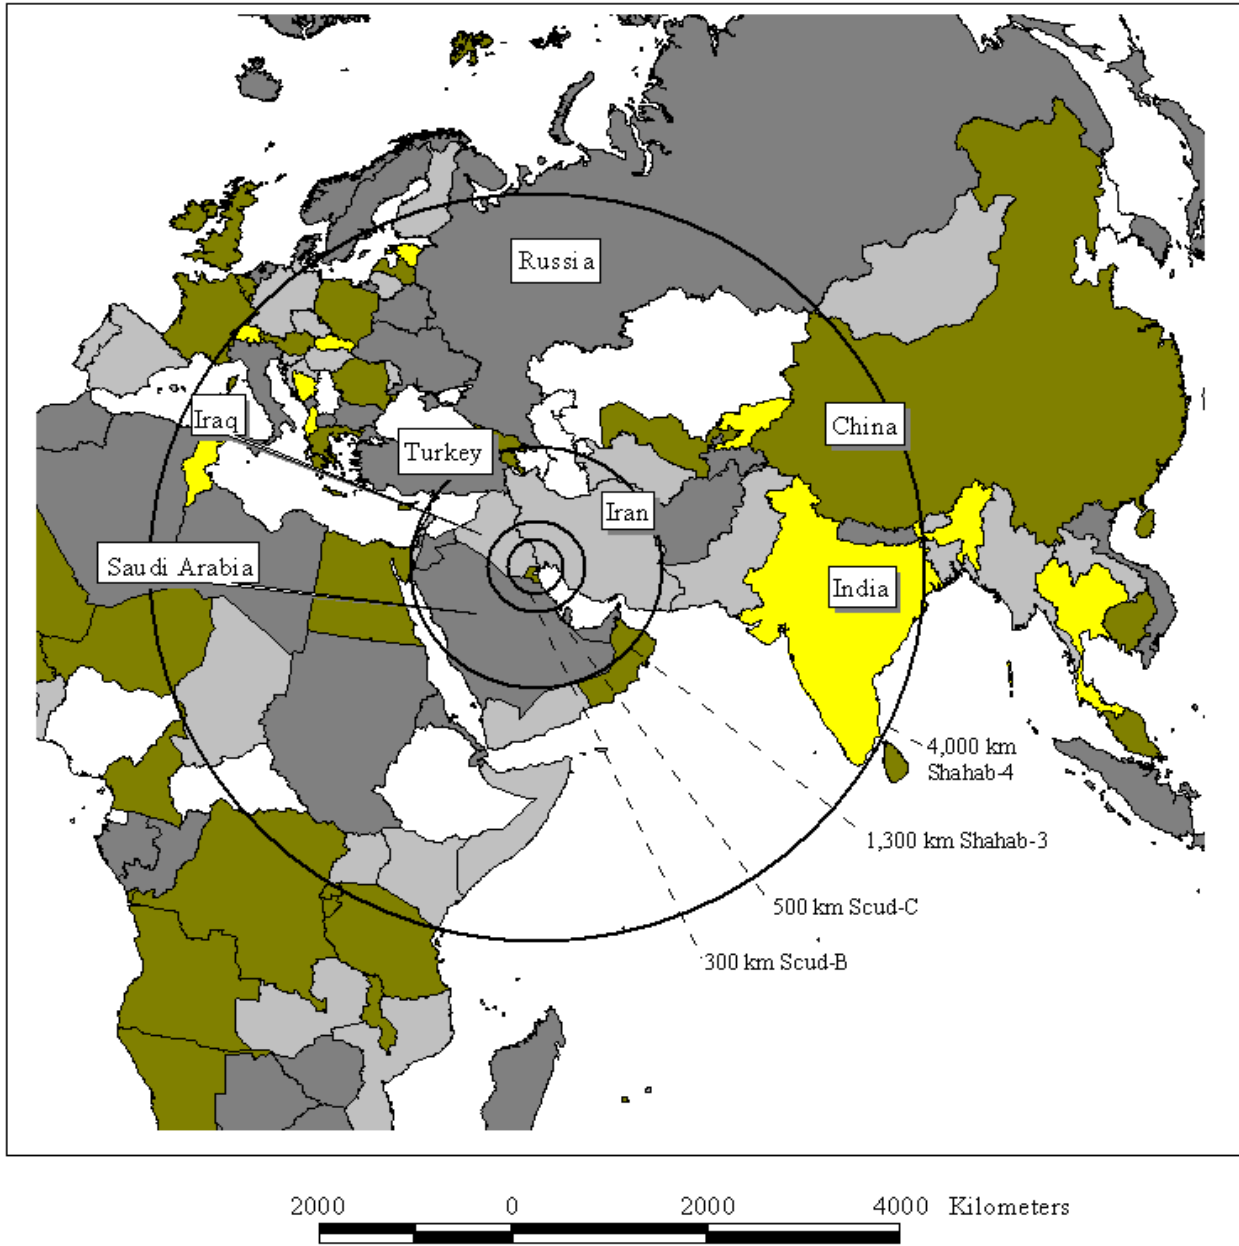 Russia
Iraq
China
Turkey
Iran
Saudi Arabia
India
4,000 km
Shahab-4
1,300 km Shahab-3
500 km Scud-C
300 km Scud-B
2000 0 2000 4000 Kilometers